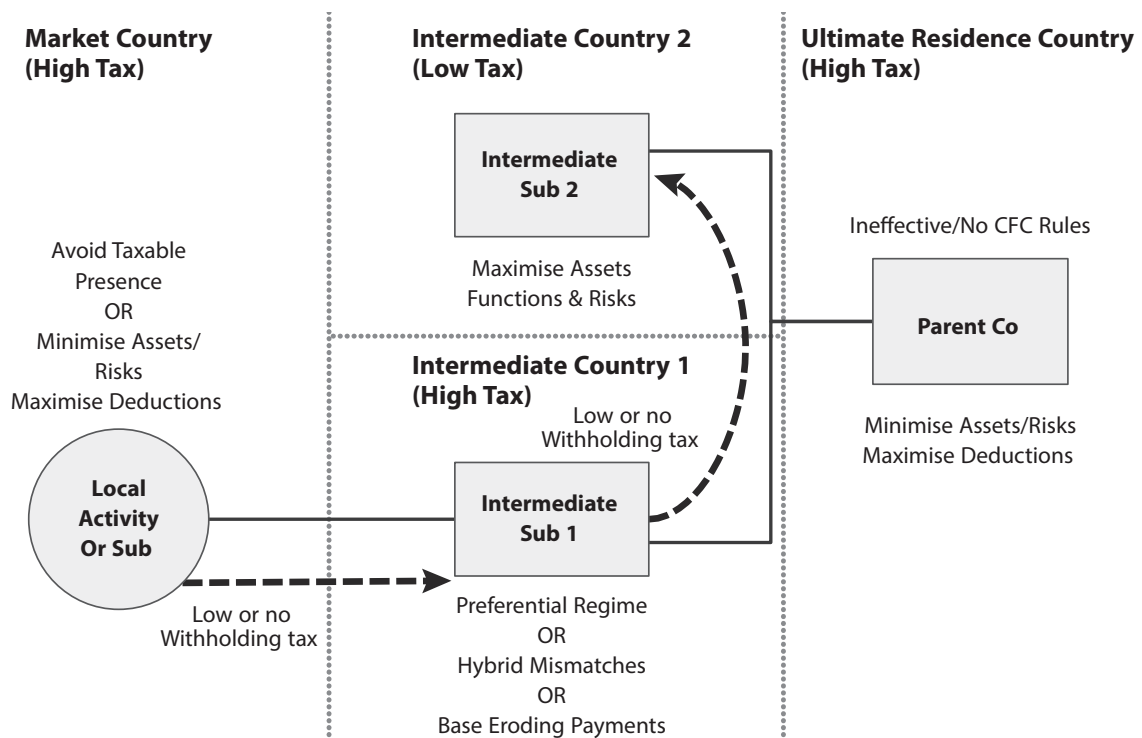 Market Country
(High Tax)
Avoid Taxable
Presence
OR
Minimise Assets/
Risks
Maximise Deductions
Local
Activity
Or Sub
Low or no
Withholding tax
Intermediate Country 2
(Low Tax)
Intermediate
Sub 2
Maximise Assets
Functions & Risks
Intermediate Country 1
(High Tax)
Low or no
Withholding tax
Intermediate
Sub 1
Preferential Regime
OR
Hybrid Mismatches
OR
Base Eroding Payments
Ultimate Residence Country
(High Tax)
Ineffective/No CFC Rules
Parent Co
Minimise Assets/Risks
Maximise Deductions